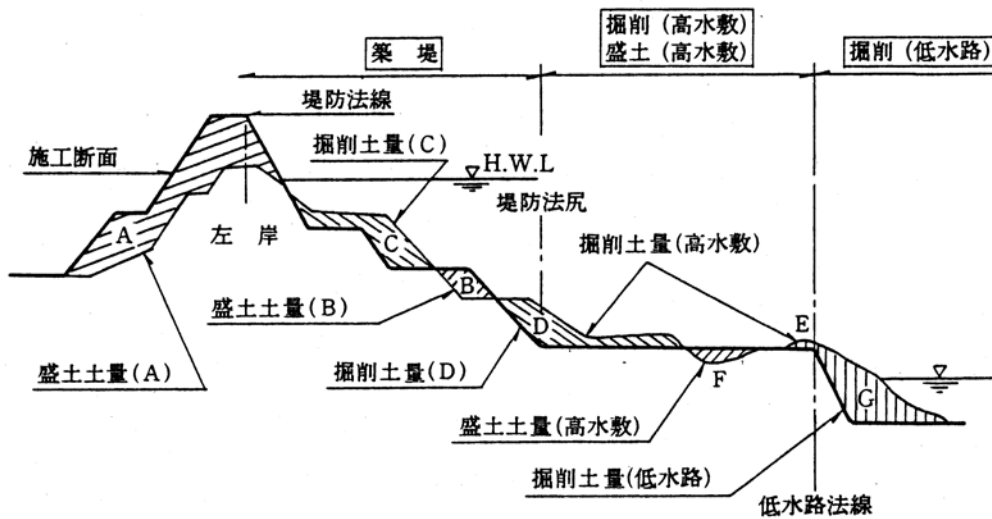 築 堤
掘削 (高水敷)
盛土 (高水敷)
掘削 (低水路)
堤防法線
掘削土量(C)
施工断面
H.W.L
堤防法尻
A
左 岸
C
掘削土量(高水敷)
B
盛土土量(B)
D
E
盛土土量(A)
掘削土量(D)
F
G
盛土土量(高水敷)
掘削土量(低水路)
低水路法線